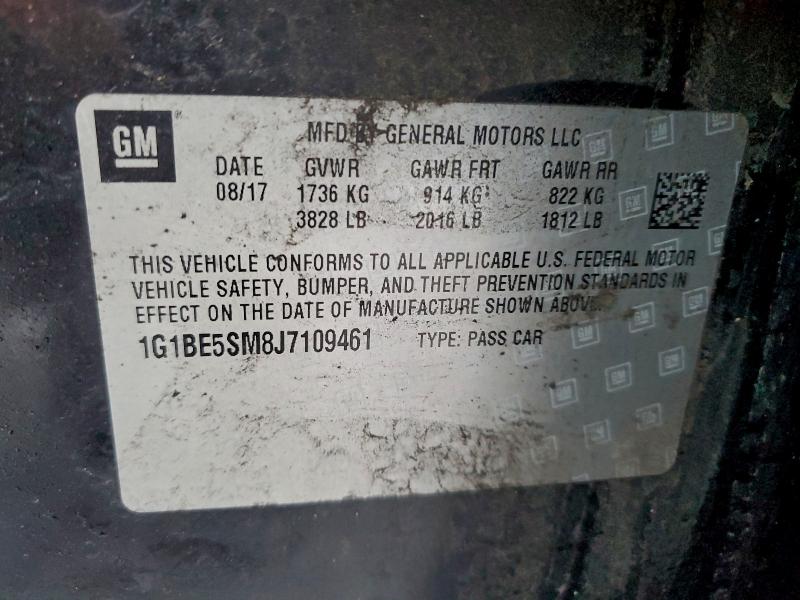 GM
MFD BY GENERAL MOTORS LLC
DATE GVWR GAWR FRT GAWR RR
08/17 1736 KG 914 KG 822 KG
3828 LB 2016 LB 1812 LB
THIS VEHICLE CONFORMS TO ALL APPLICABLE U.S. FEDERAL MOTOR
VEHICLE SAFETY, BUMPER, AND THEFT PREVENTION STANDARDS IN
EFFECT ON THE DATE OF MANUFACTURE SHOWN ABOVE.
1G1BE5SM8J7109461 TYPE: PASS CAR